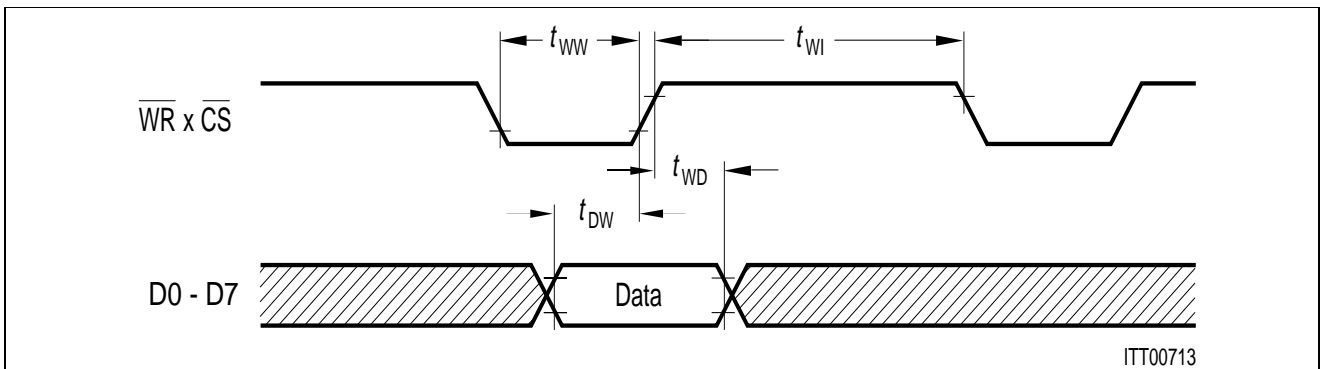 tWW
tWI
WR x CS
tWD
tDW
D0 - D7
Data
ITT00713